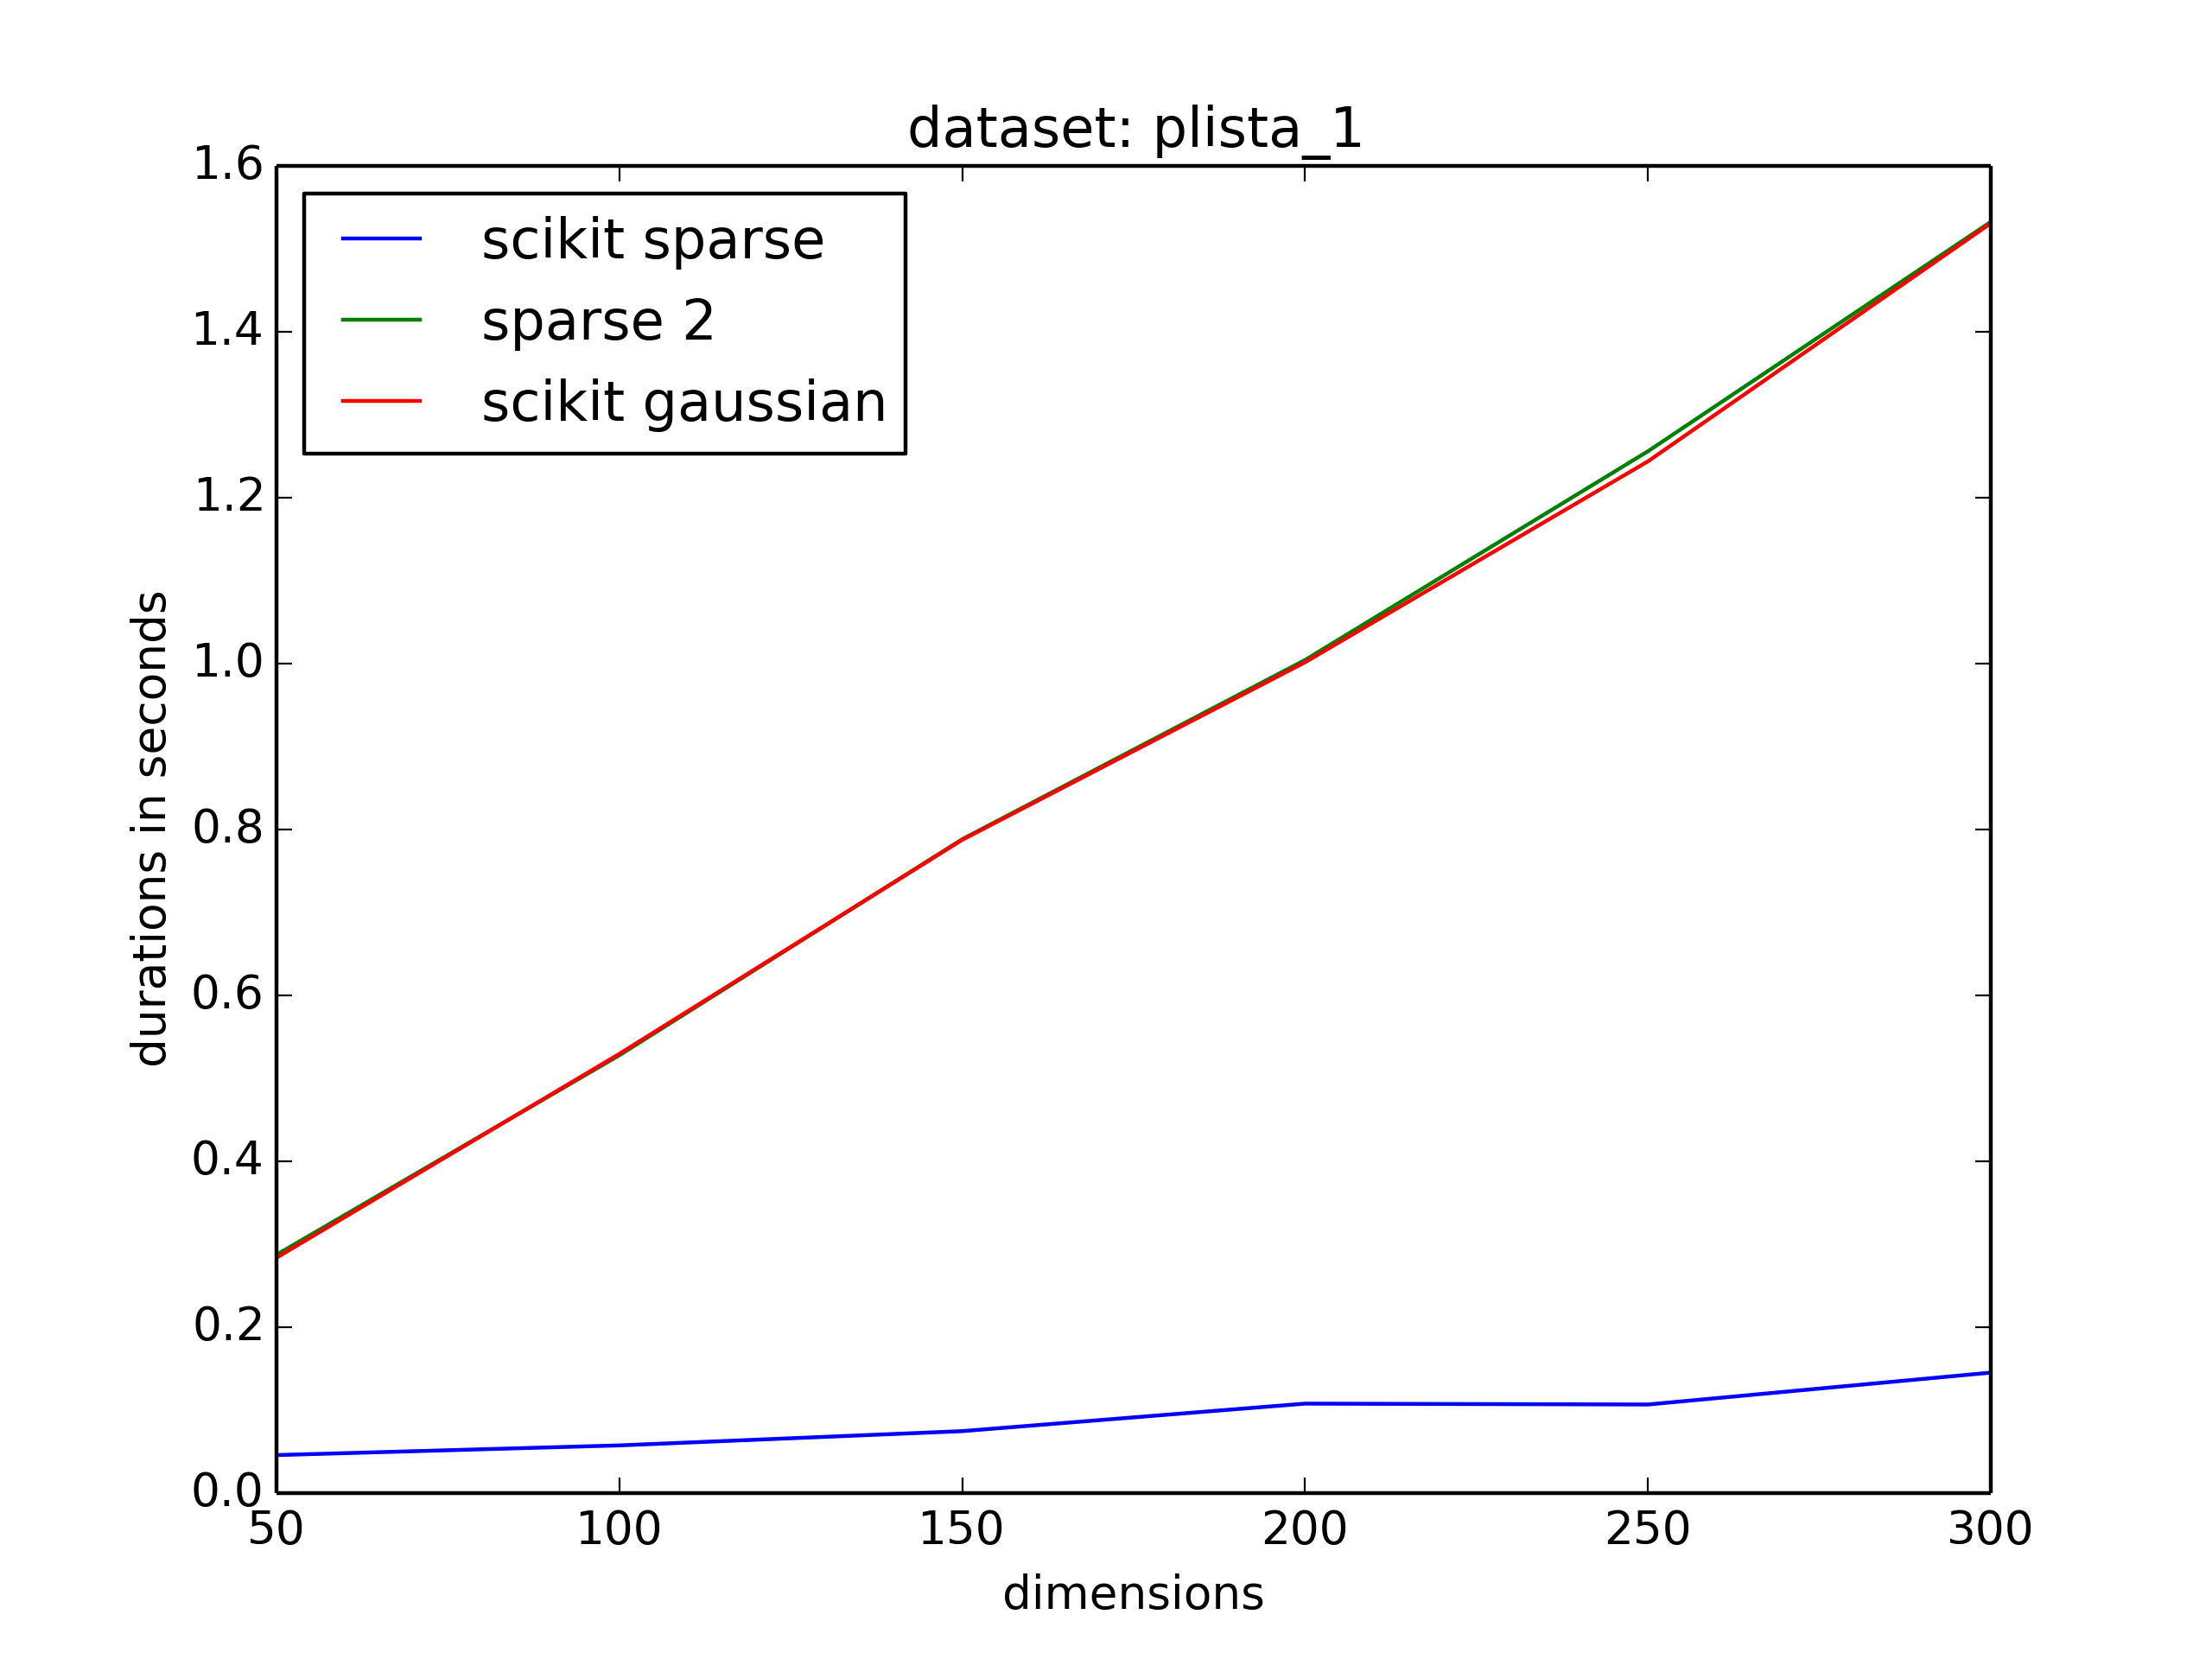 dataset: plista_1
1.6
1.4
1.2
1.0
0.8
0.6
0.4
0.2
0.0
durations in seconds
scikit sparse
sparse 2
scikit gaussian
50 100 150 200 250 300
dimensions